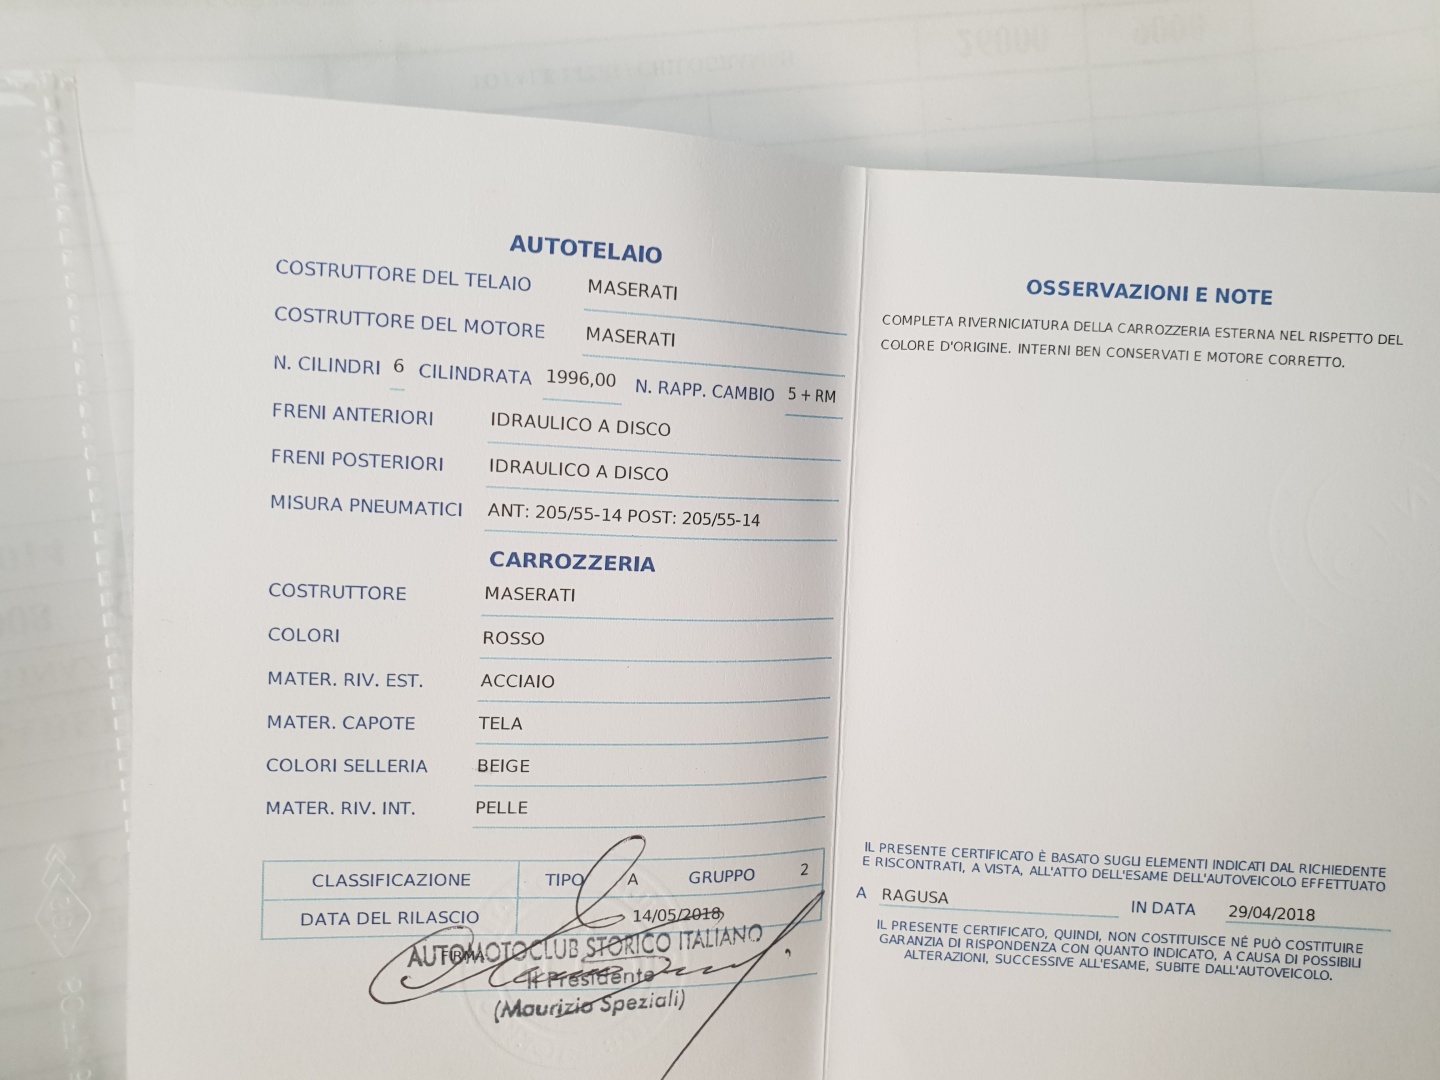 AUTOTELAIO
COSTRUTTORE DEL TELAIO MASERATI
COSTRUTTORE DEL MOTORE MASERATI
N. CILINDRI 6 CILINDRATA 1996,00 N. RAPP. CAMBIO 5 + RM
FRENI ANTERIORI IDRAULICO A DISCO
FRENI POSTERIORI IDRAULICO A DISCO
MISURA PNEUMATICI ANT: 205/55-14 POST: 205/55-14
CARROZZERIA
COSTRUTTORE MASERATI
COLORI ROSSO
MATER. RIV. EST. ACCIAIO
MATER. CAPOTE TELA
COLORI SELLERIA BEIGE
MATER. RIV. INT. PELLE
CLASSIFICAZIONE TIPO A GRUPPO 2
DATA DEL RILASCIO 14/05/2018
FIRMA
AUTOMOTOCLUB STORICO ITALIANO
Il Presidente
(Maurizio Speziali)
OSSERVAZIONI E NOTE
COMPLETA RIVERNICIATURA DELLA CARROZZERIA ESTERNA NEL RISPETTO DEL
COLORE D'ORIGINE. INTERNI BEN CONSERVATI E MOTORE CORRETTO.
IL PRESENTE CERTIFICATO È BASATO SUGLI ELEMENTI INDICATI DAL RICHIEDENTE
E RISCONTRATI, A VISTA, ALL'ATTO DELL'ESAME DELL'AUTOVEICOLO EFFETTUATO
A RAGUSA IN DATA 29/04/2018
IL PRESENTE CERTIFICATO, QUINDI, NON COSTITUISCE NÉ PUÒ COSTITUIRE
GARANZIA DI RISPONDENZA CON QUANTO INDICATO, A CAUSA DI POSSIBILI
ALTERAZIONI, SUCCESSIVE ALL'ESAME, SUBITE DALL'AUTOVEICOLO.